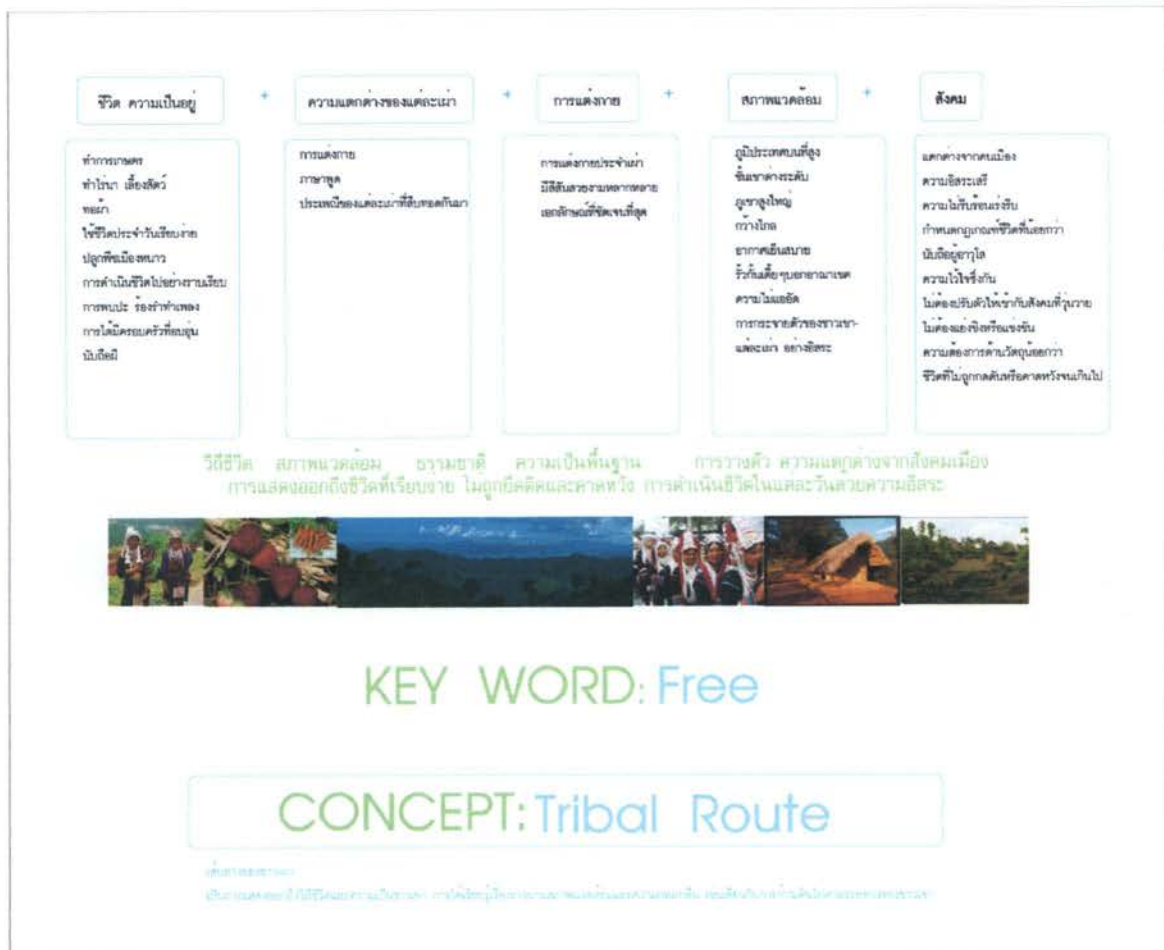 ชีวิต ความเป็นอยู่ + ความแตกต่างของแต่ละเผ่า + การแต่งกาย + สภาพแวดล้อม + สังคม
ทำการเกษตร
ทำไร่นา เลี้ยงสัตว์
ทอผ้า
ใช้ชีวิตประจำวันเรียบง่าย
ปลูกพืชเมืองหนาว
การดำเนินชีวิตไปอย่างราบเรียบ
การพบปะ ร้องรำทำเพลง
การได้มีครอบครัวที่อบอุ่น
นับถือผี
การแต่งกาย
ภาษาพูด
ประเพณีของแต่ละเผ่าที่สืบทอดกันมา
การแต่งกายประจำเผ่า
มีสีสันสวยงามหลากหลาย
เอกลักษณ์ที่ชัดเจนที่สุด
ภูมิประเทศบนที่สูง
ชั้นเขาต่างระดับ
ภูเขาสูงใหญ่
กว้างไกล
อากาศเย็นสบาย
รั้วกั้นเตี้ยๆบอกอาณาเขต
ความไม่แออัด
การกระจายตัวของชาวเขา-
แต่ละเผ่า อย่างอิสระ
แตกต่างจากคนเมือง
ความอิสระเสรี
ความไม่รีบร้อนเร่งรีบ
กำหนดกฎเกณฑ์ชีวิตที่น้อยกว่า
นับถือผู้อาวุโส
ความไว้ใจซึ่งกัน
ไม่ต้องปรับตัวให้เข้ากับสังคมที่วุ่นวาย
ไม่ต้องแย่งชิงหรือแข่งขัน
ความต้องการด้านวัตถุน้อยกว่า
ชีวิตที่ไม่ถูกกดดันหรือคาดหวังจนเกินไป
วิถีชีวิต สภาพแวดล้อม ธรรมชาติ ความเป็นพื้นฐาน การวางตัว ความแตกต่างจากสังคมเมือง
การแสดงออกถึงชีวิตที่เรียบง่าย ไม่ถูกยึดติดและคาดหวัง การดำเนินชีวิตในแต่ละวันด้วยความอิสระ
KEY WORD: Free
CONCEPT: Tribal Route